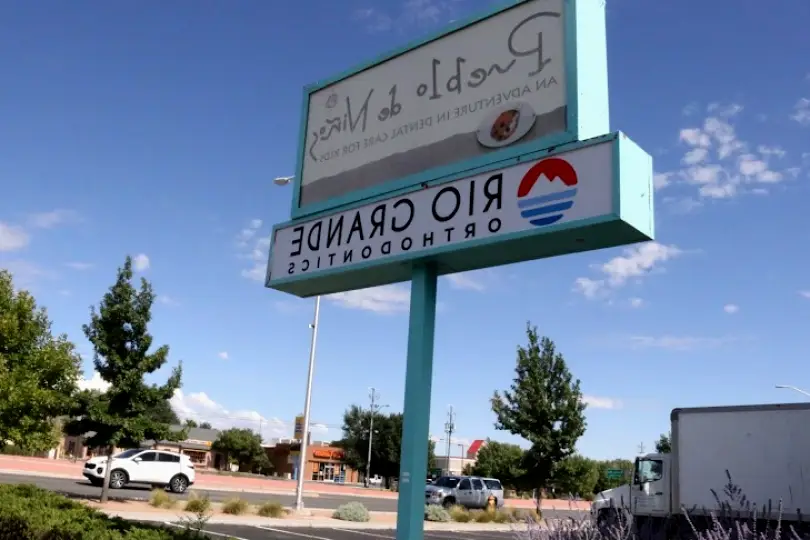 Pueblo de Niños
AN ADVENTURE IN DENTAL CARE FOR KIDS
RIO GRANDE
ORTHODONTICS